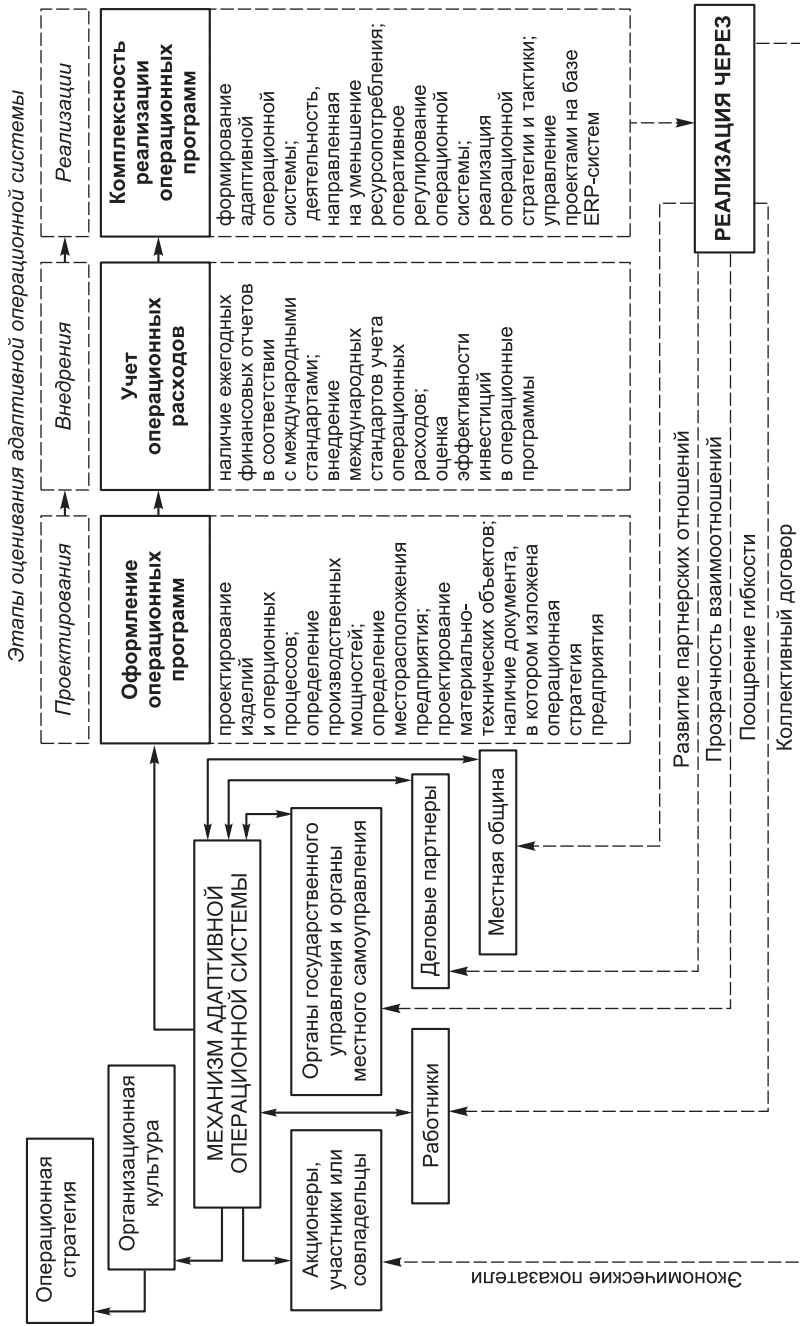 Этапы оценивания адаптивной операционной системы
Проектирования
Внедрения
Реализации
Оформление
операционных
программ
Учет
операционных
расходов
Комплексность
реализации
операционных
программ
проектирование
изделий
и оперционных
процессов;
определение
производственных
мощностей;
определение
месторасположения
предприятия;
проектирование
материально-
технических объектов;
наличие документа,
в котором изложена
операционная
стратегия
предприятия
наличие ежегодных
финансовых отчетов
в соответствии
с международными
стандартами;
внедрение
международных
стандартов учета
операционных
расходов;
оценка
эффективности
инвестиций
в операционные
программы
формирование
адаптивной
операционной
системы;
деятельность,
направленная
на уменьшение
ресурсопотребления;
оперативное
регулирование
операционной
системы;
реализация
операционной
стратегии и тактики;
управление
проектами на базе
ERP-систем
Операционная
стратегия
Организационная
культура
МЕХАНИЗМ АДАПТИВНОЙ
ОПЕРАЦИОННОЙ СИСТЕМЫ
Акционеры,
участники или
совладельцы
Работники
Органы государственного
управления и органы
местного самоуправления
Деловые партнеры
Местная община
Развитие партнерских отношений
Прозрачность взаимоотношений
Поощрение гибкости
Коллективный договор
РЕАЛИЗАЦИЯ ЧЕРЕЗ
Экономические показатели